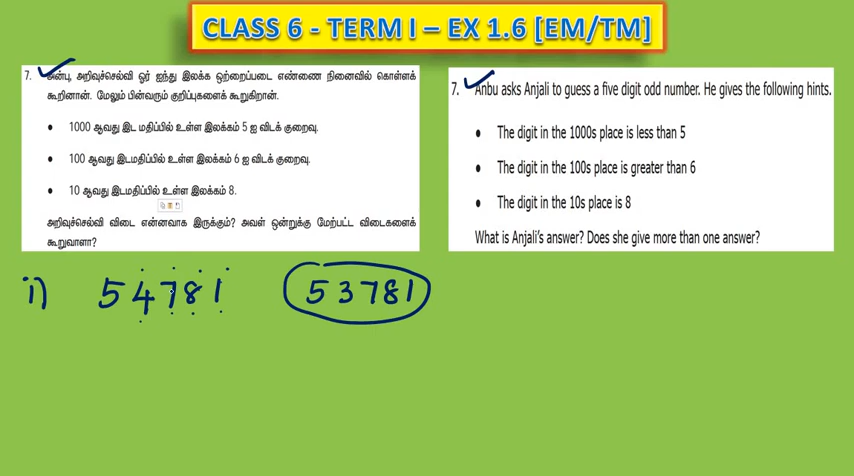 CLASS 6 - TERM I – EX 1.6 [EM/TM]
7. அன்பு, அறிவுச்செல்வி ஓர் ஐந்து இலக்க ஒற்றைப்படை எண்ணை நினைவில் கொள்ளக்
கூறினான். மேலும் பின்வரும் குறிப்புகளைக் கூறுகிறான்.
• 1000 ஆவது இட மதிப்பில் உள்ள இலக்கம் 5 ஐ விடக் குறைவு.
• 100 ஆவது இடமதிப்பில் உள்ள இலக்கம் 6 ஐ விடக் குறைவு.
• 10 ஆவது இடமதிப்பில் உள்ள இலக்கம் 8.
அறிவுச்செல்வி விடை என்னவாக இருக்கும்? அவள் ஒன்றுக்கு மேற்பட்ட விடைகளைக்
கூறுவாளா?
7. Anbu asks Anjali to guess a five digit odd number. He gives the following hints.
• The digit in the 1000s place is less than 5
• The digit in the 100s place is greater than 6
• The digit in the 10s place is 8
What is Anjali's answer? Does she give more than one answer?
i) 54781 53781